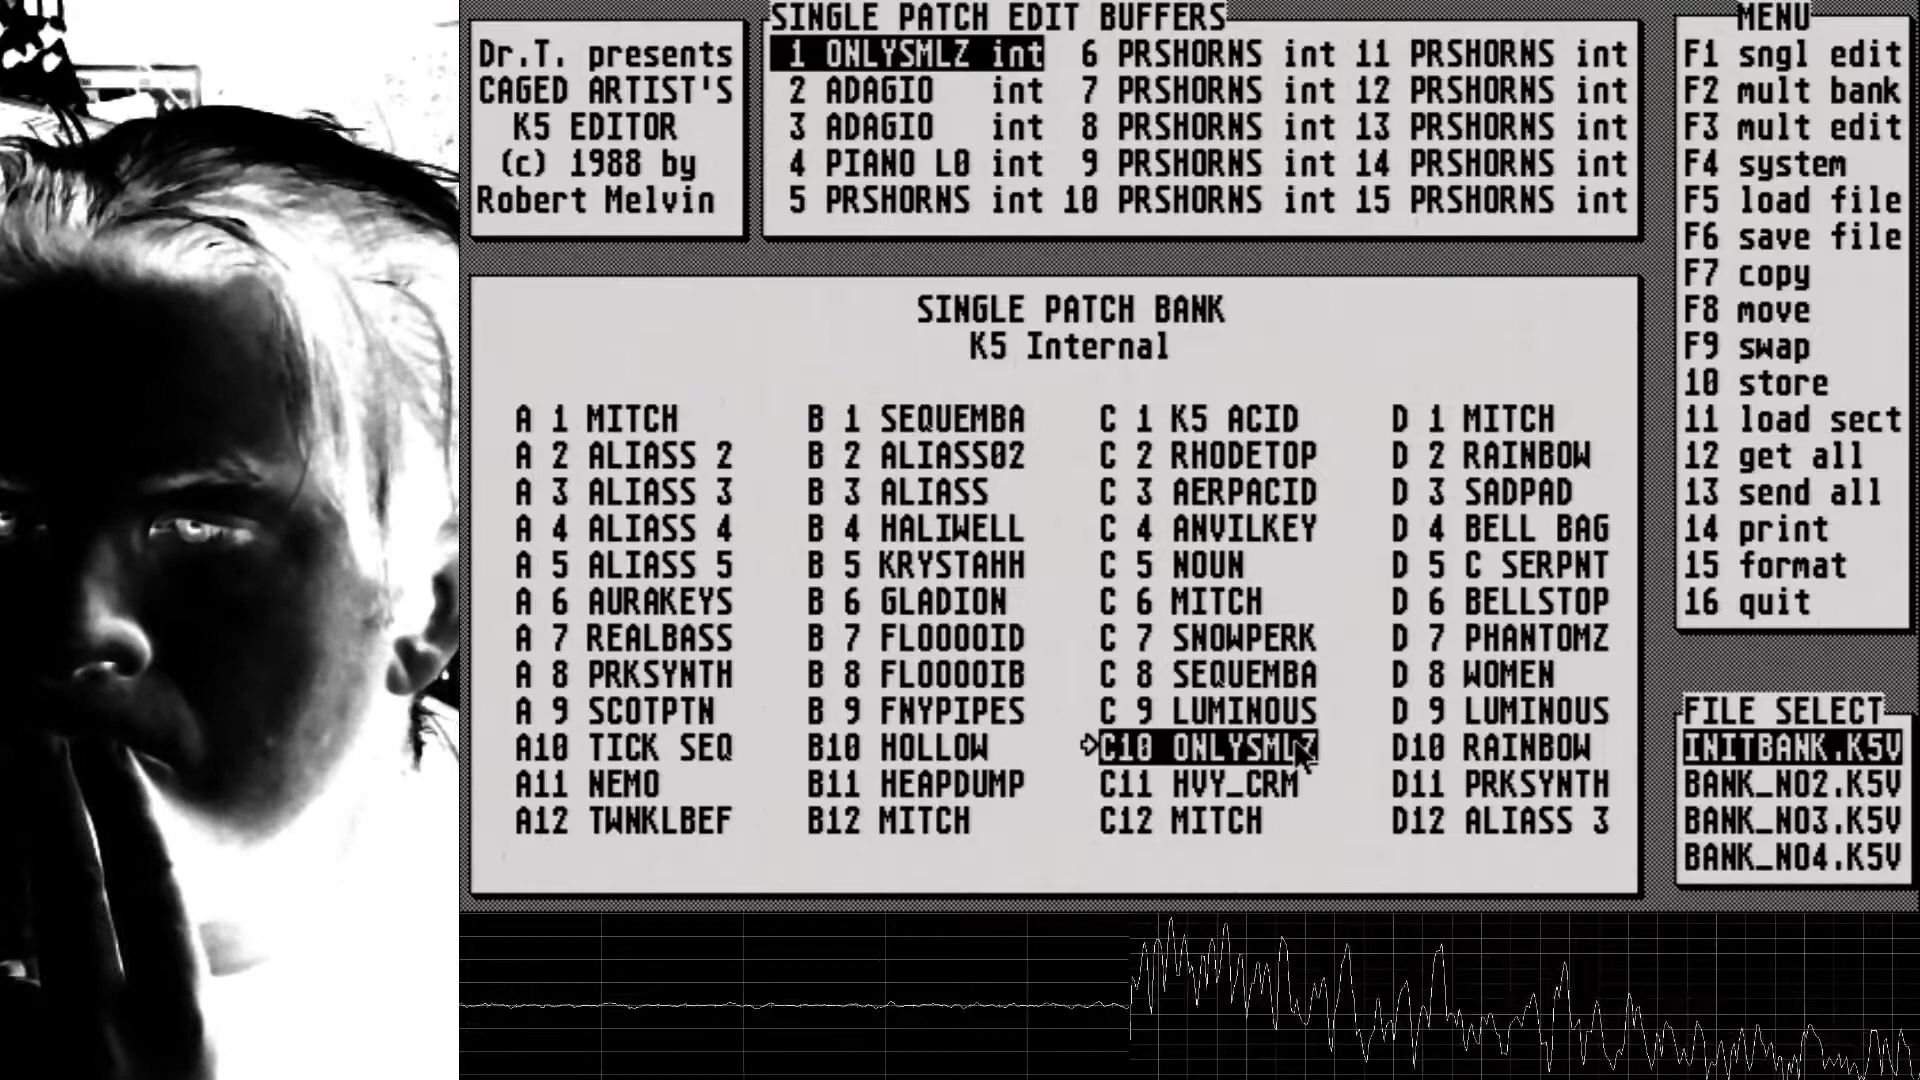 Dr.T. presents
CAGED ARTIST'S
K5 EDITOR
(c) 1988 by
Robert Melvin
SINGLE PATCH EDIT BUFFERS
1 ONLYSMLZ int 6 PRSHORNS int 11 PRSHORNS int
2 ADAGIO int 7 PRSHORNS int 12 PRSHORNS int
3 ADAGIO int 8 PRSHORNS int 13 PRSHORNS int
4 PIANO L0 int 9 PRSHORNS int 14 PRSHORNS int
5 PRSHORNS int 10 PRSHORNS int 15 PRSHORNS int
MENU
F1 sngl edit
F2 mult bank
F3 mult edit
F4 system
F5 load file
F6 save file
F7 copy
F8 move
F9 swap
10 store
11 load sect
12 get all
13 send all
14 print
15 format
16 quit
SINGLE PATCH BANK
K5 Internal
A 1 MITCH B 1 SEQUEMBA C 1 K5 ACID D 1 MITCH
A 2 ALIASS 2 B 2 ALIASS02 C 2 RHODETOP D 2 RAINBOW
A 3 ALIASS 3 B 3 ALIASS C 3 AERPACID D 3 SADPAD
A 4 ALIASS 4 B 4 HALIWELL C 4 ANVILKEY D 4 BELL BAG
A 5 ALIASS 5 B 5 KRYSTAHH C 5 NOUN D 5 C SERPNT
A 6 AURAKEYS B 6 GLADION C 6 MITCH D 6 BELLSTOP
A 7 REALBASS B 7 FLOOOOID C 7 SNOWPERK D 7 PHANTOMZ
A 8 PRKSYNTH B 8 FLOOOOIB C 8 SEQUEMBA D 8 WOMEN
A 9 SCOTPTN B 9 FNYPIPES C 9 LUMINOUS D 9 LUMINOUS
A10 TICK SEQ B10 HOLLOW C10 ONLYSMLZ D10 RAINBOW
A11 NEMO B11 HEAPDUMP C11 HVY_CRM D11 PRKSYNTH
A12 TWNKLBEF B12 MITCH C12 MITCH D12 ALIASS 3
FILE SELECT
INITBANK.K5V
BANK_NO2.K5V
BANK_NO3.K5V
BANK_NO4.K5V